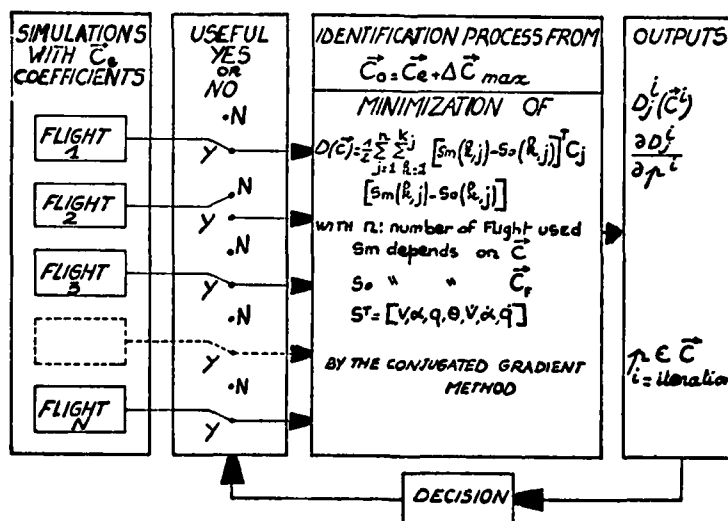 SIMULATIONS
WITH C⃗e
COEFFICIENTS
FLIGHT
1
FLIGHT
2
FLIGHT
3
FLIGHT
N
USEFUL
YES
OR
NO
N
Y
N
Y
N
Y
N
Y
N
Y
IDENTIFICATION PROCESS FROM
C⃗o = C⃗e + ΔC⃗ max
MINIMIZATION OF
D(C⃗) = 1/2 Σ_{j=1}^{n} Σ_{k=1}^{kj} [Sm(k,j) - So(k,j)]^T Cj
[Sm(k,j) - So(k,j)]
WITH n: number of Flight used
Sm depends on C⃗
So " " C⃗F
S^T = [V, α, q, θ, V̇, α̇, q̇]
BY THE CONJUGATED GRADIENT
METHOD
OUTPUTS
D_j^i (C⃗^i)
∂D_j^i
∂p^i
p ∈ C⃗
i = iteration
DECISION